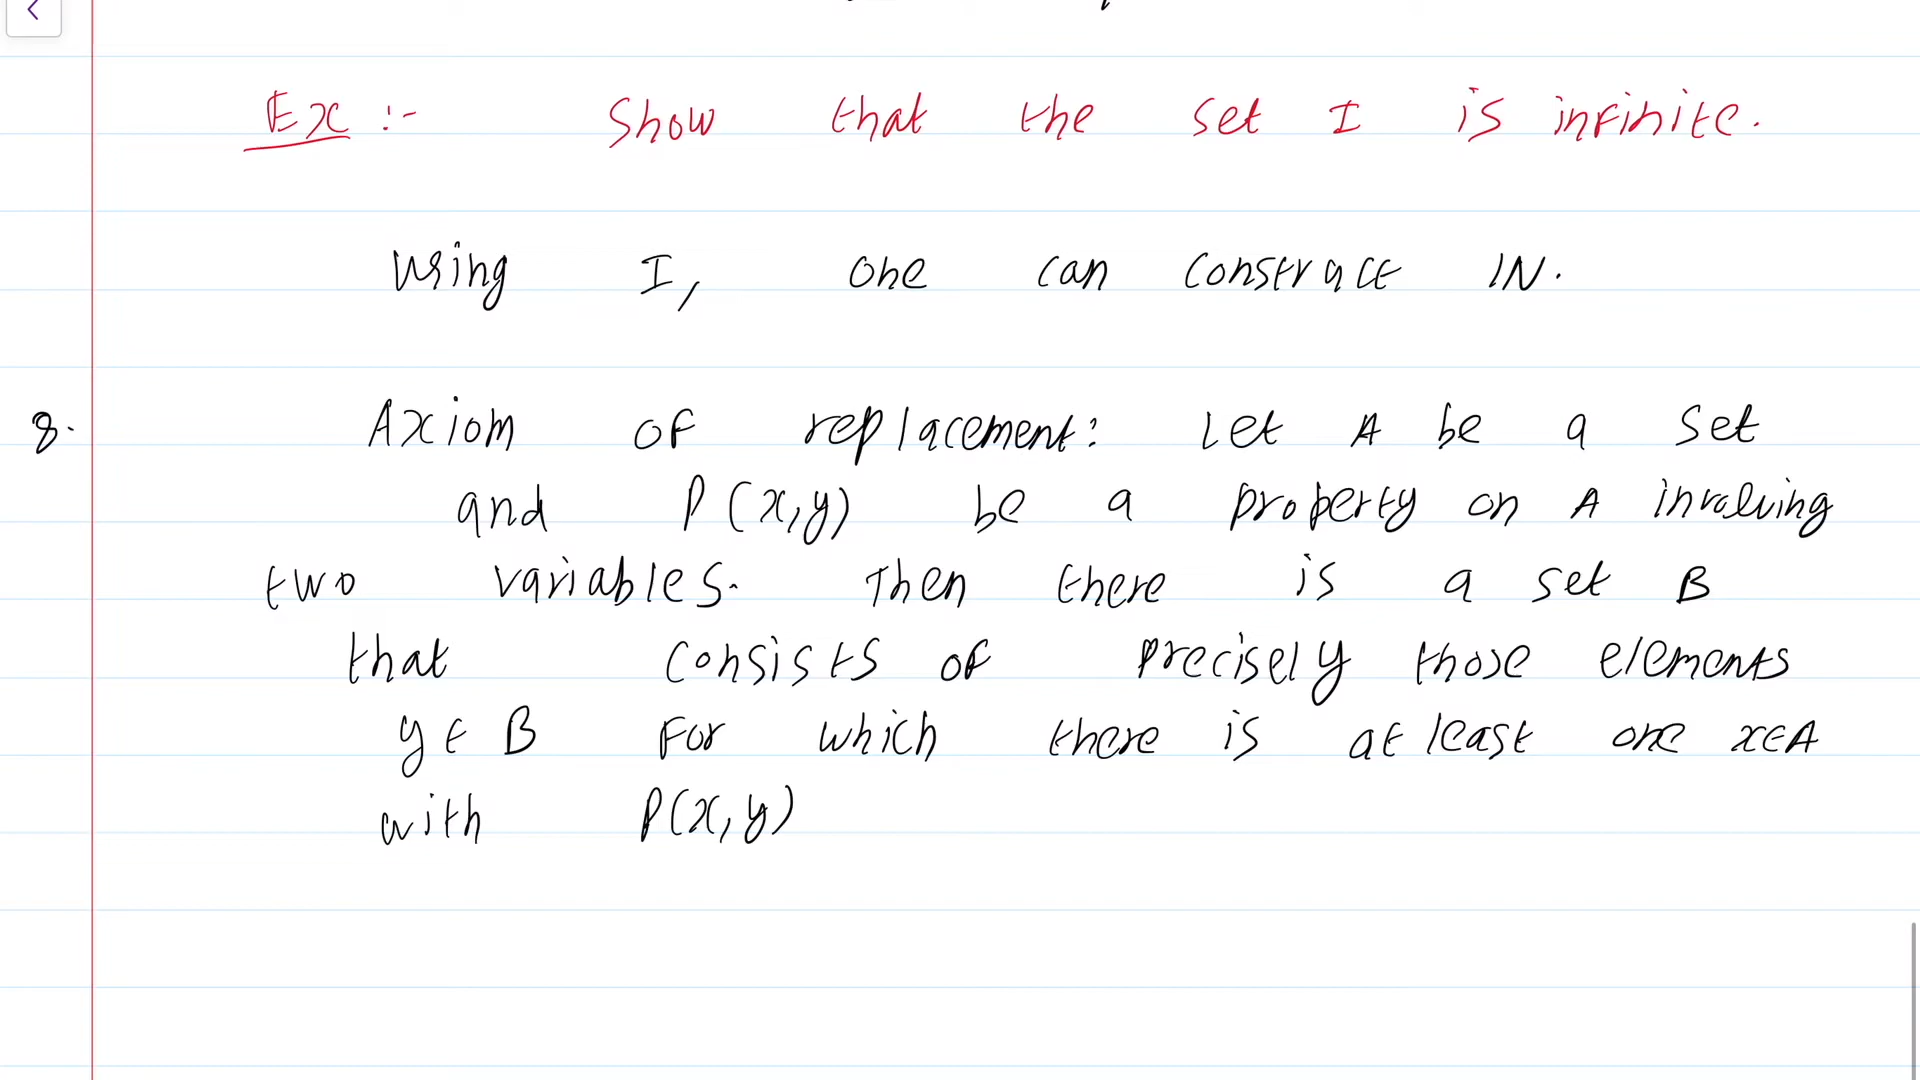 Ex :- Show that the set I is infinite.
Using I, one can construct IN.
8. Axiom of replacement: Let A be a set
and P(x,y) be a property on A involving
two variables. Then there is a set B
that consists of precisely those elements
y ∈ B for which there is at least one x∈A
with P(x,y)